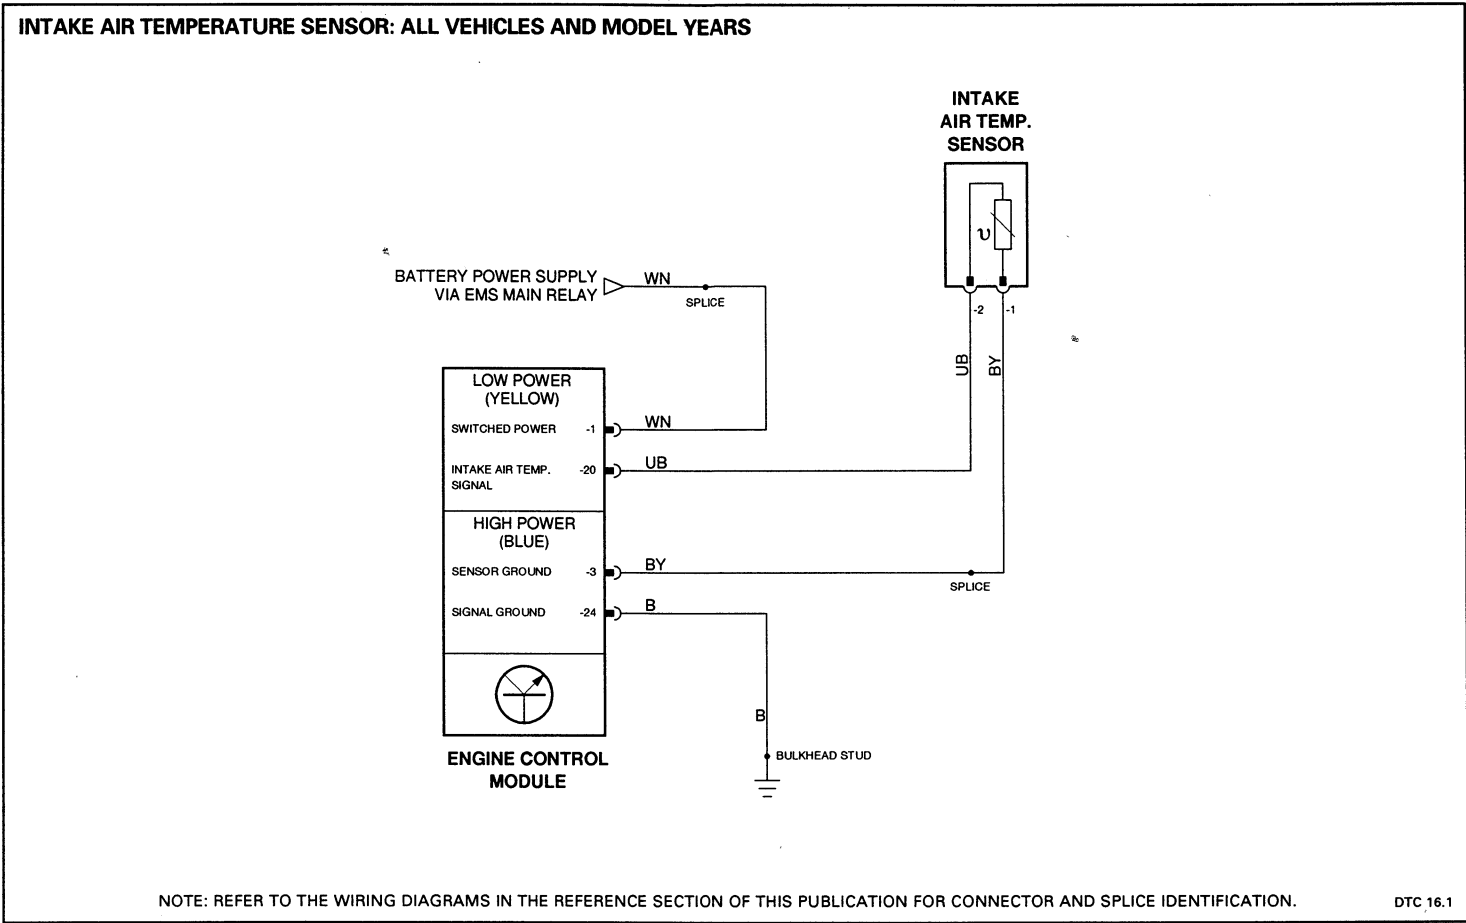 INTAKE AIR TEMPERATURE SENSOR: ALL VEHICLES AND MODEL YEARS
INTAKE
AIR TEMP.
SENSOR
υ
BATTERY POWER SUPPLY
VIA EMS MAIN RELAY
WN
SPLICE
-2
-1
UB
BY
LOW POWER
(YELLOW)
SWITCHED POWER
-1
WN
INTAKE AIR TEMP.
SIGNAL
-20
UB
HIGH POWER
(BLUE)
SENSOR GROUND
-3
BY
SPLICE
SIGNAL GROUND
-24
B
B
BULKHEAD STUD
ENGINE CONTROL
MODULE
NOTE: REFER TO THE WIRING DIAGRAMS IN THE REFERENCE SECTION OF THIS PUBLICATION FOR CONNECTOR AND SPLICE IDENTIFICATION.
DTC 16.1